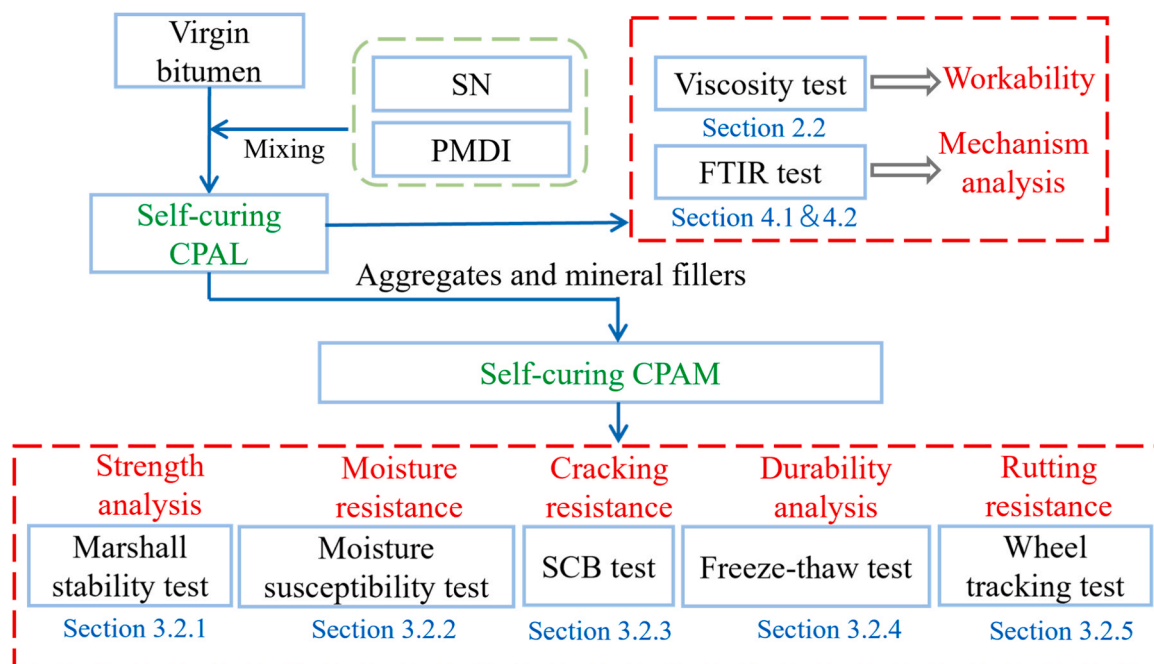 Virgin
bitumen
SN
PMDI
Mixing
Viscosity test
Workability
Section 2.2
FTIR test
Mechanism
analysis
Section 4.1&4.2
Self-curing
CPAL
Aggregates and mineral fillers
Self-curing CPAM
Strength
analysis
Marshall
stability test
Section 3.2.1
Moisture
resistance
Moisture
susceptibility test
Section 3.2.2
Cracking
resistance
SCB test
Section 3.2.3
Durability
analysis
Freeze-thaw test
Section 3.2.4
Rutting
resistance
Wheel
tracking test
Section 3.2.5